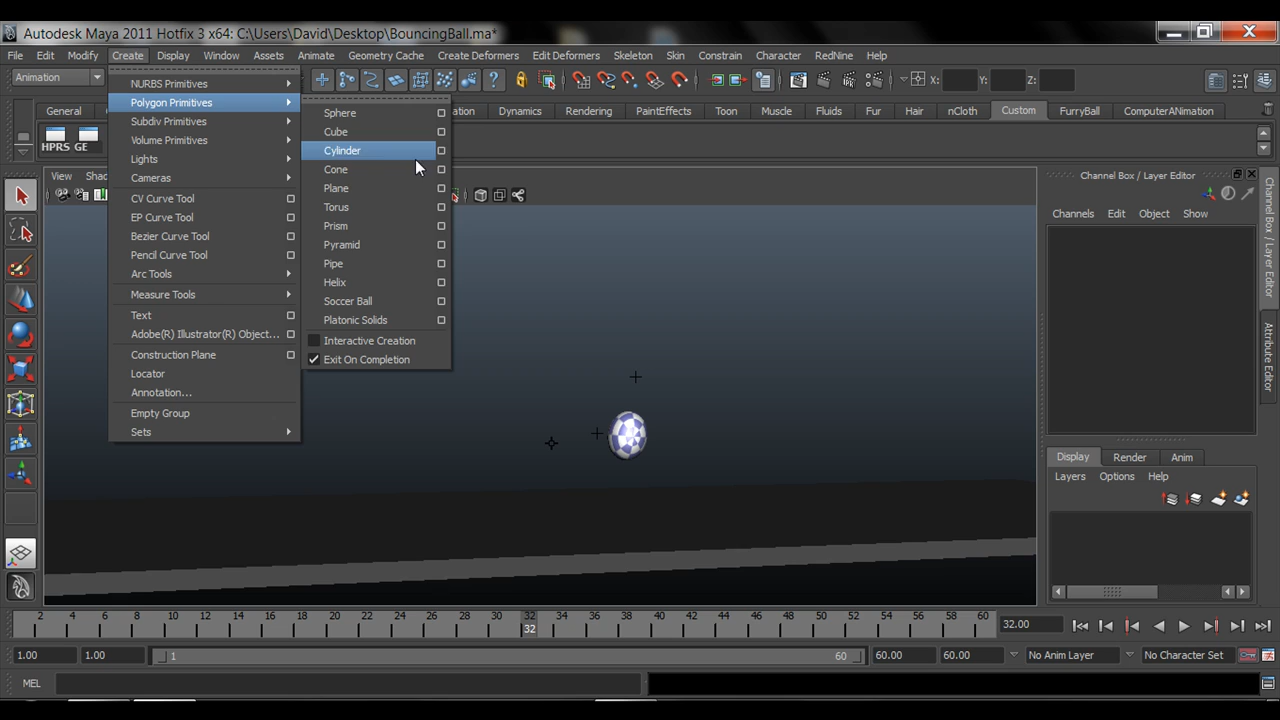 Autodesk Maya 2011 Hotfix 3 x64: C:\Users\David\Desktop\BouncingBall.ma*
File Edit Modify Create Display Window Assets Animate Geometry Cache Create Deformers Edit Deformers Skeleton Skin Constrain Character RedNine Help
Animation X: Y: Z:
General ation Dynamics Rendering PaintEffects Toon Muscle Fluids Fur Hair nCloth Custom FurryBall ComputerANimation
HPRS GE
View Sha
NURBS Primitives
Polygon Primitives
Subdiv Primitives
Volume Primitives
Lights
Cameras
CV Curve Tool
EP Curve Tool
Bezier Curve Tool
Pencil Curve Tool
Arc Tools
Measure Tools
Text
Adobe(R) Illustrator(R) Object...
Construction Plane
Locator
Annotation...
Empty Group
Sets
Sphere
Cube
Cylinder
Cone
Plane
Torus
Prism
Pyramid
Pipe
Helix
Soccer Ball
Platonic Solids
Interactive Creation
Exit On Completion
Channel Box / Layer Editor
Channels Edit Object Show
Channel Box / Layer Editor
Attribute Editor
Display Render Anim
Layers Options Help
2 4 6 8 10 12 14 16 18 20 22 24 26 28 30 32 34 36 38 40 42 44 46 48 50 52 54 56 58 60
32
32.00
1.00 1.00 1 60 60.00 60.00 No Anim Layer No Character Set
MEL